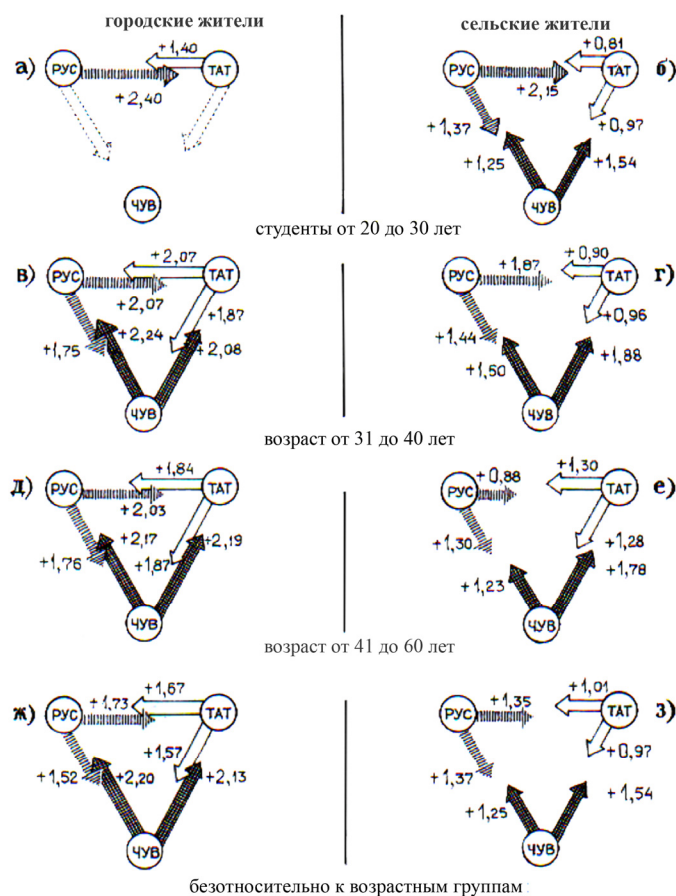 городские жители
сельские жители
а)
РУС
+1,40
ТАТ
+2,40
ЧУВ
РУС
+0,81
ТАТ
б)
+2,15
+1,37
+0,97
+1,25
+1,54
ЧУВ
студенты от 20 до 30 лет
в)
РУС
+2,07
ТАТ
+2,07
+1,87
+1,75
+2,24
+2,08
ЧУВ
РУС
+1,87
+0,90
ТАТ
г)
+0,96
+1,44
+1,50
+1,88
ЧУВ
возраст от 31 до 40 лет
д)
РУС
+1,84
ТАТ
+2,03
+2,17
+2,19
+1,76
+1,87
ЧУВ
РУС
+0,88
+1,30
ТАТ
е)
+1,30
+1,28
+1,23
+1,78
ЧУВ
возраст от 41 до 60 лет
ж)
РУС
+1,73
+1,67
ТАТ
+1,57
+1,52
+2,20
+2,13
ЧУВ
РУС
+1,35
+1,01
ТАТ
з)
+0,97
+1,37
+1,25
+1,54
ЧУВ
безотносительно к возрастным группам